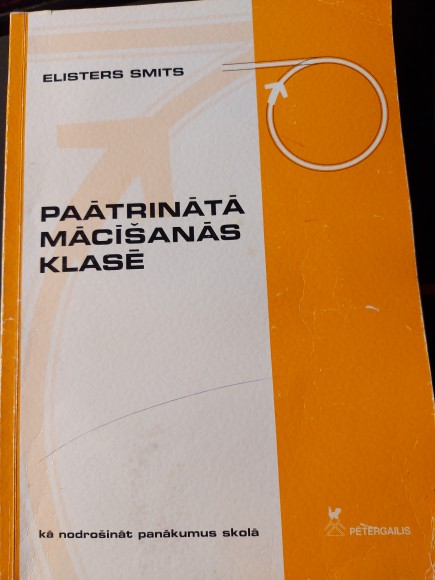 ELISTERS SMITS
PAĀTRINĀTĀ
MĀCĪŠANĀS
KLASĒ
kā nodrošināt panākumus skolā
PĒTERGAILIS